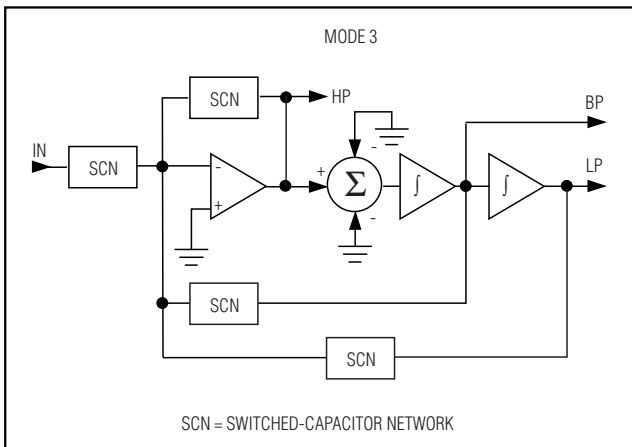 MODE 3
SCN
HP
BP
IN
SCN
-
+
-
+
Σ
-
∫
∫
LP
SCN
SCN
SCN = SWITCHED-CAPACITOR NETWORK